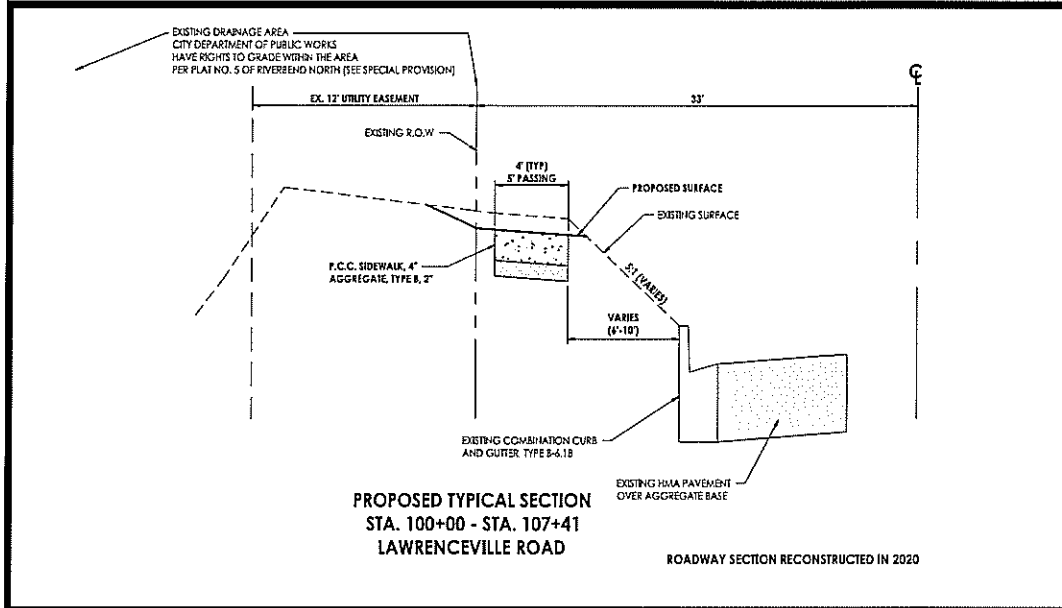 EXISTING DRAINAGE AREA
CITY DEPARTMENT OF PUBLIC WORKS
HAVE RIGHTS TO GRADE WITHIN THE AREA
PER PLAT NO. 5 OF RIVERBEND NORTH (SEE SPECIAL PROVISION)
℄
EX. 12' UTILITY EASEMENT
33'
EXISTING R.O.W
4' (TYP)
5' PASSING
PROPOSED SURFACE
EXISTING SURFACE
P.C.C. SIDEWALK, 4"
AGGREGATE, TYPE B, 2"
5:1 (VARIES)
VARIES
(6'-10')
EXISTING COMBINATION CURB
AND GUTTER TYPE B-6.18
EXISTING HMA PAVEMENT
OVER AGGREGATE BASE
PROPOSED TYPICAL SECTION
STA. 100+00 - STA. 107+41
LAWRENCEVILLE ROAD
ROADWAY SECTION RECONSTRUCTED IN 2020